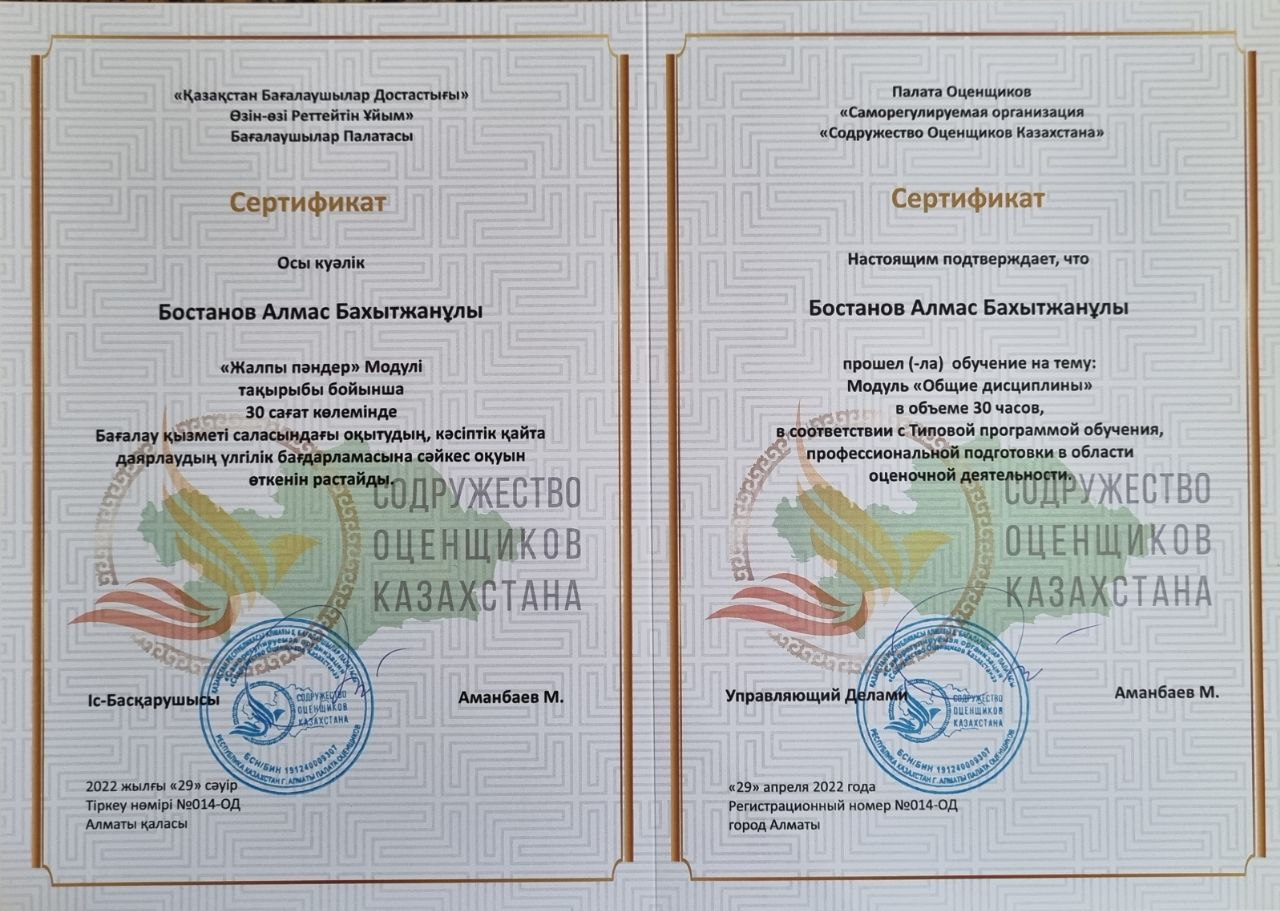 «Қазақстан Бағалаушылар Достастығы»
Өзін-өзі Реттейтін Ұйым»
Бағалаушылар Палатасы
Сертификат
Осы куәлік
Бостанов Алмас Бахытжанұлы
«Жалпы пәндер» Модулі
тақырыбы бойынша
30 сағат көлемінде
Бағалау қызметі саласындағы оқытудың, кәсіптік қайта
даярлаудың үлгілік бағдарламасына сәйкес оқуын
өткенін растайды.
СОДРУЖЕСТВО
ОЦЕНЩИКОВ
КАЗАХСТАНА
Іс-Басқарушысы
Аманбаев М.
СОДРУЖЕСТВО
ОЦЕНЩИКОВ
КАЗАХСТАНА
БСН/БИН 191240009307
РЕСПУБЛИКА КАЗАХСТАН Г. АЛМАТЫ ПАЛАТА ОЦЕНЩИКОВ
2022 жылғы «29» сәуір
Тіркеу нөмірі №014-ОД
Алматы қаласы
Палата Оценщиков
«Саморегулируемая организация
«Содружество Оценщиков Казахстана»
Сертификат
Настоящим подтверждает, что
Бостанов Алмас Бахытжанұлы
прошел (-ла) обучение на тему:
Модуль «Общие дисциплины»
в объеме 30 часов,
в соответствии с Типовой программой обучения,
профессиональной подготовки в области
оценочной деятельности.
СОДРУЖЕСТВО
ОЦЕНЩИКОВ
КАЗАХСТАНА
Управляющий Делами
Аманбаев М.
СОДРУЖЕСТВО
ОЦЕНЩИКОВ
КАЗАХСТАНА
БСН/БИН 191240009307
РЕСПУБЛИКА КАЗАХСТАН Г. АЛМАТЫ ПАЛАТА ОЦЕНЩИКОВ
«29» апреля 2022 года
Регистрационный номер №014-ОД
город Алматы